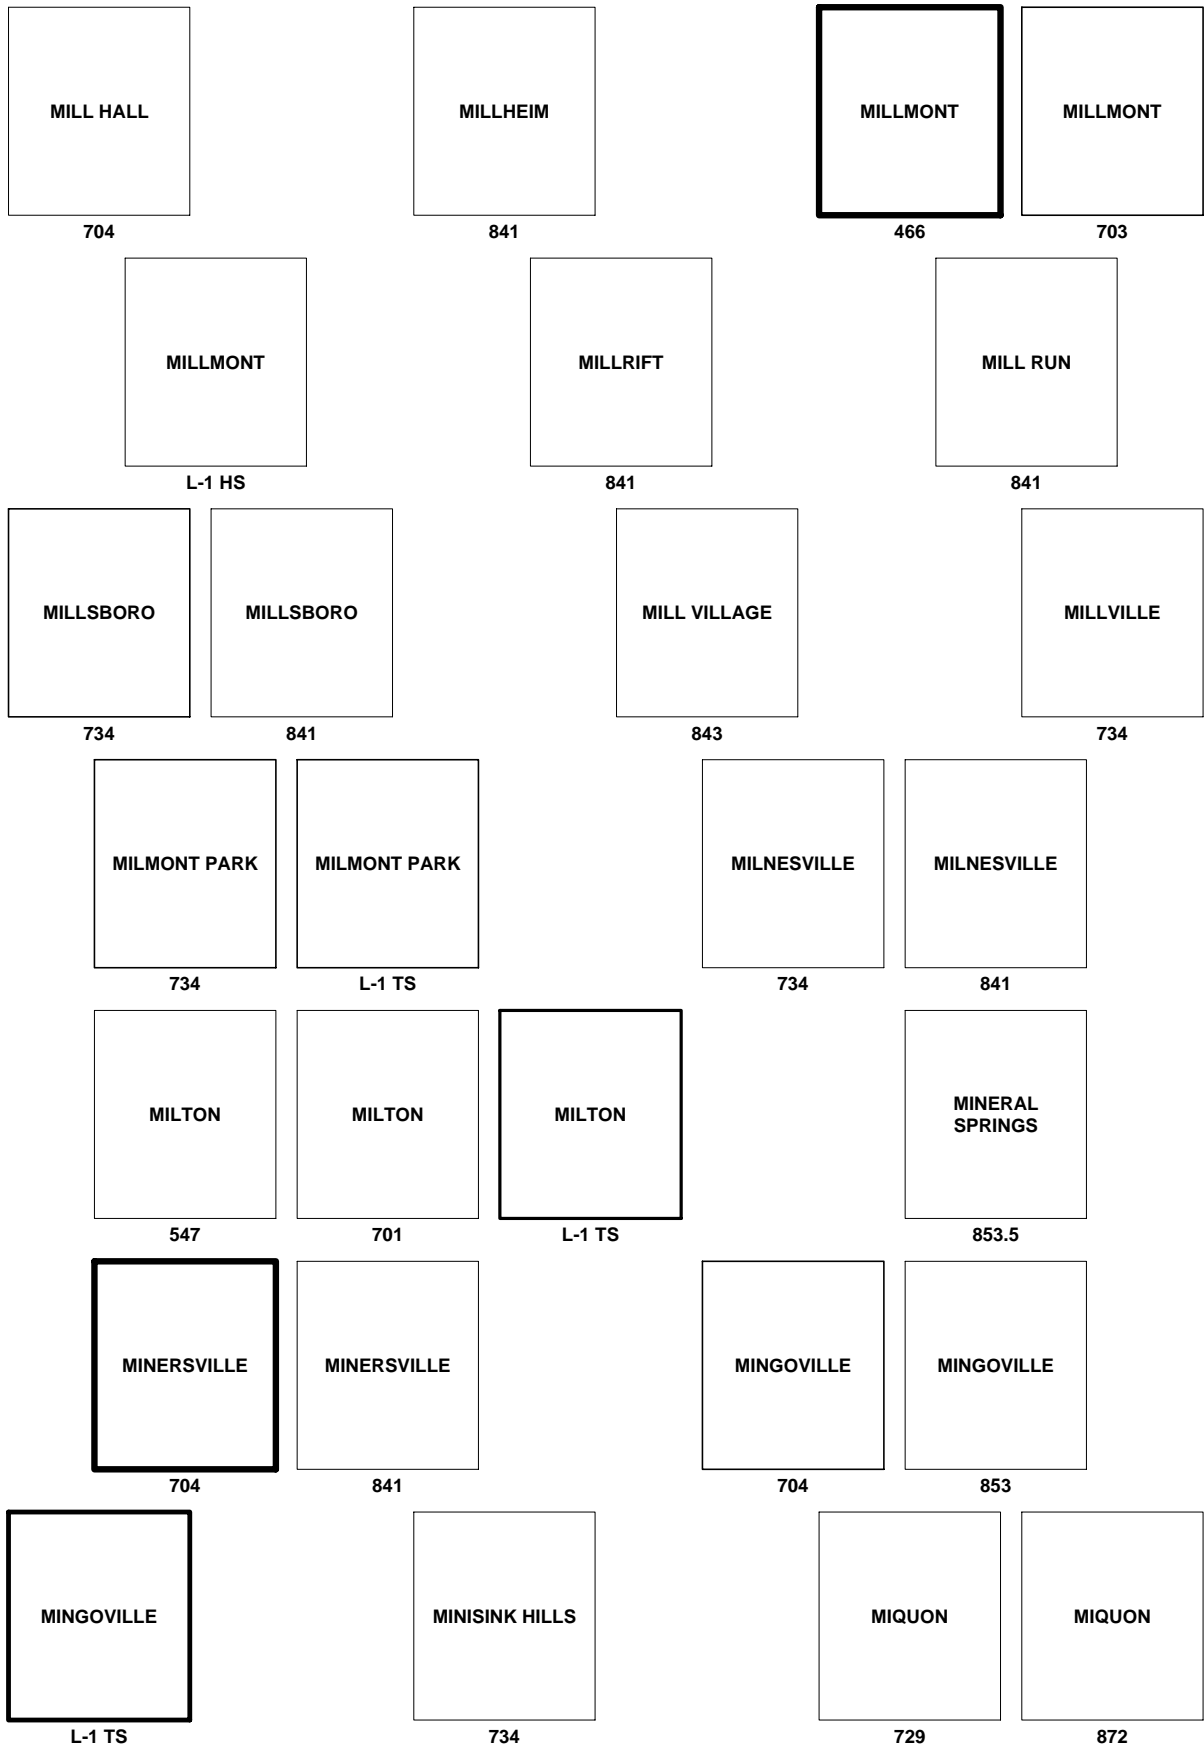 MILL HALL
704
MILLHEIM
841
MILLMONT
466
MILLMONT
703
MILLMONT
L-1 HS
MILLRIFT
841
MILL RUN
841
MILLSBORO
734
MILLSBORO
841
MILL VILLAGE
843
MILLVILLE
734
MILMONT PARK
734
MILMONT PARK
L-1 TS
MILNESVILLE
734
MILNESVILLE
841
MILTON
547
MILTON
701
MILTON
L-1 TS
MINERAL
SPRINGS
853.5
MINERSVILLE
704
MINERSVILLE
841
MINGOVILLE
704
MINGOVILLE
853
MINGOVILLE
L-1 TS
MINISINK HILLS
734
MIQUON
729
MIQUON
872